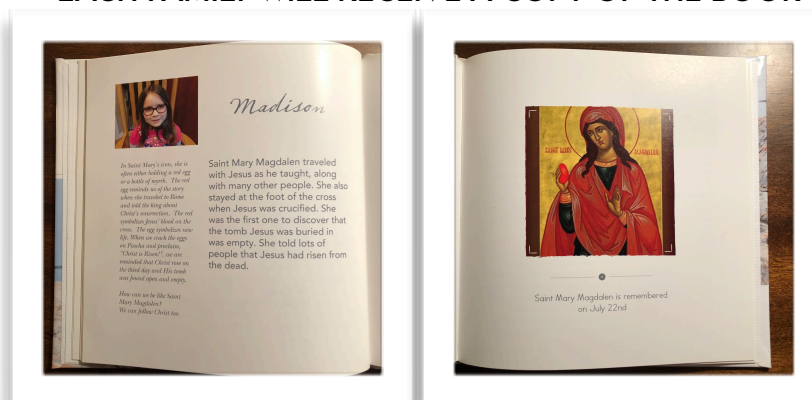 EACH FAMILY WILL RECEIVE A COPY OF THE BOOK
Madison
In Saint Mary's icons, she is
often either holding a red egg
or a bottle of myrrh. The red
egg reminds us of the story
when she traveled to Rome
and told the king about
Christ's resurrection. The red
symbolizes Jesus' blood on the
cross. The egg symbolizes new
life. When we crack the eggs
on Pascha and proclaim,
"Christ is Risen!", we are
reminded that Christ rose on
the third day and His tomb
was found open and empty.
How can we be like Saint
Mary Magdalen?
We can follow Christ too.
Saint Mary Magdalen traveled
with Jesus as he taught, along
with many other people. She also
stayed at the foot of the cross
when Jesus was crucified. She
was the first one to discover that
the tomb Jesus was buried in
was empty. She told lots of
people that Jesus had risen from
the dead.
SAINT MARY MAGDALEN
Saint Mary Magdalen is remembered
on July 22nd